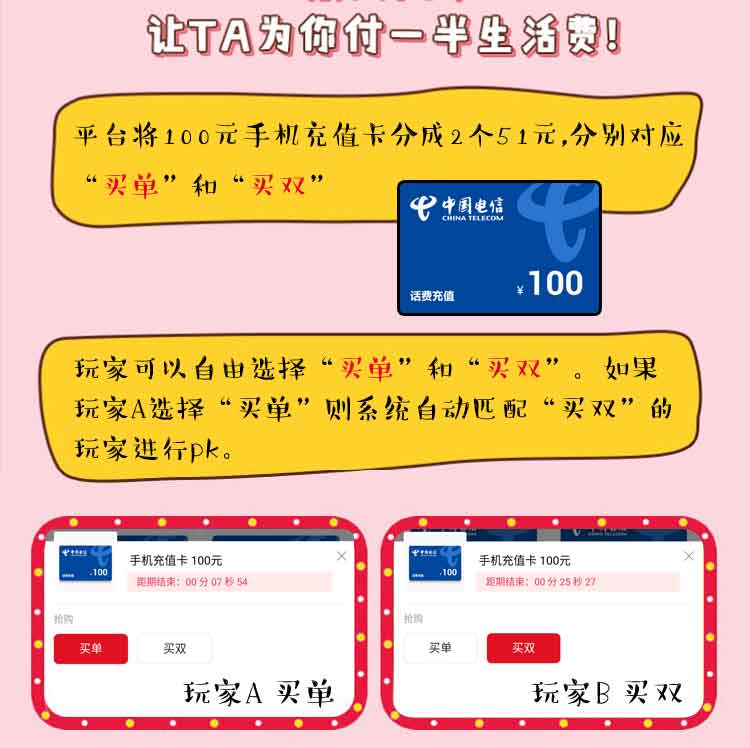 让TA为你付一半生活费!
平台将100元手机充值卡分成2个51元,分别对应
“买单”和“买双”
中国电信
CHINA TELECOM
话费充值
¥100
玩家可以自由选择“买单”和“买双”。如果
玩家A选择“买单”则系统自动匹配“买双”的
玩家进行pk。
手机充值卡 100元
距期结束：00 分 07 秒 54
抢购
买单 买双
玩家A 买单
手机充值卡 100元
距期结束：00 分 25 秒 27
抢购
买单 买双
玩家B 买双